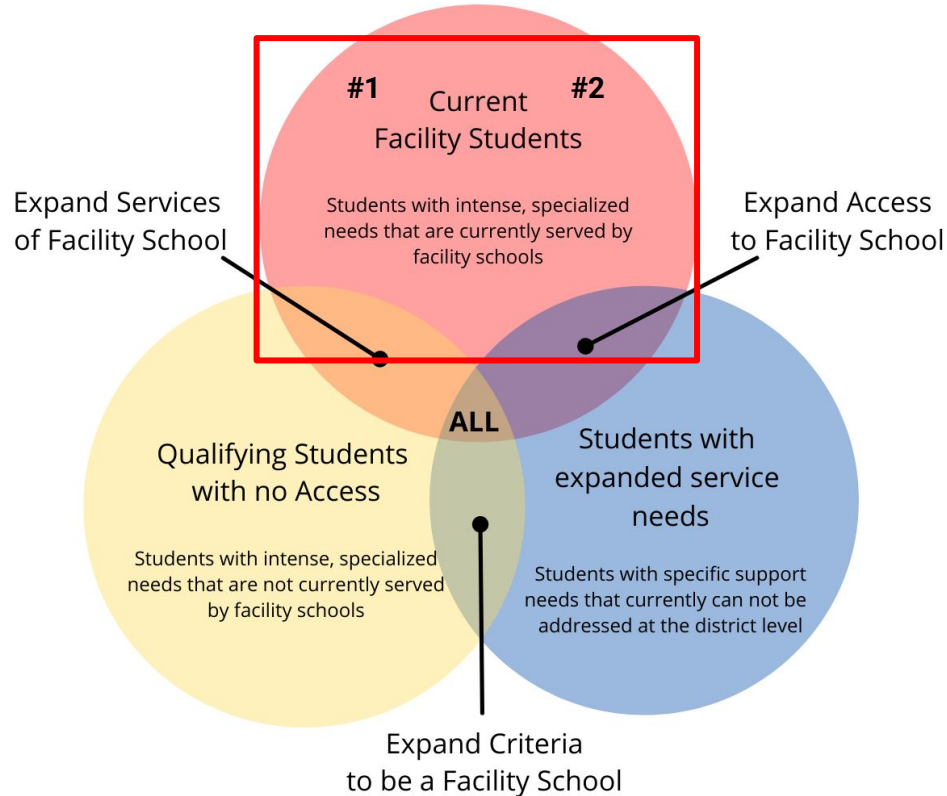 #1
#2
Current
Facility Students
Students with intense, specialized
needs that are currently served by
facility schools
Expand Services
of Facility School
Expand Access
to Facility School
ALL
Qualifying Students
with no Access
Students with intense, specialized
needs that are not currently served
by facility schools
Students with
expanded service
needs
Students with specific support
needs that currently can not be
addressed at the district level
Expand Criteria
to be a Facility School